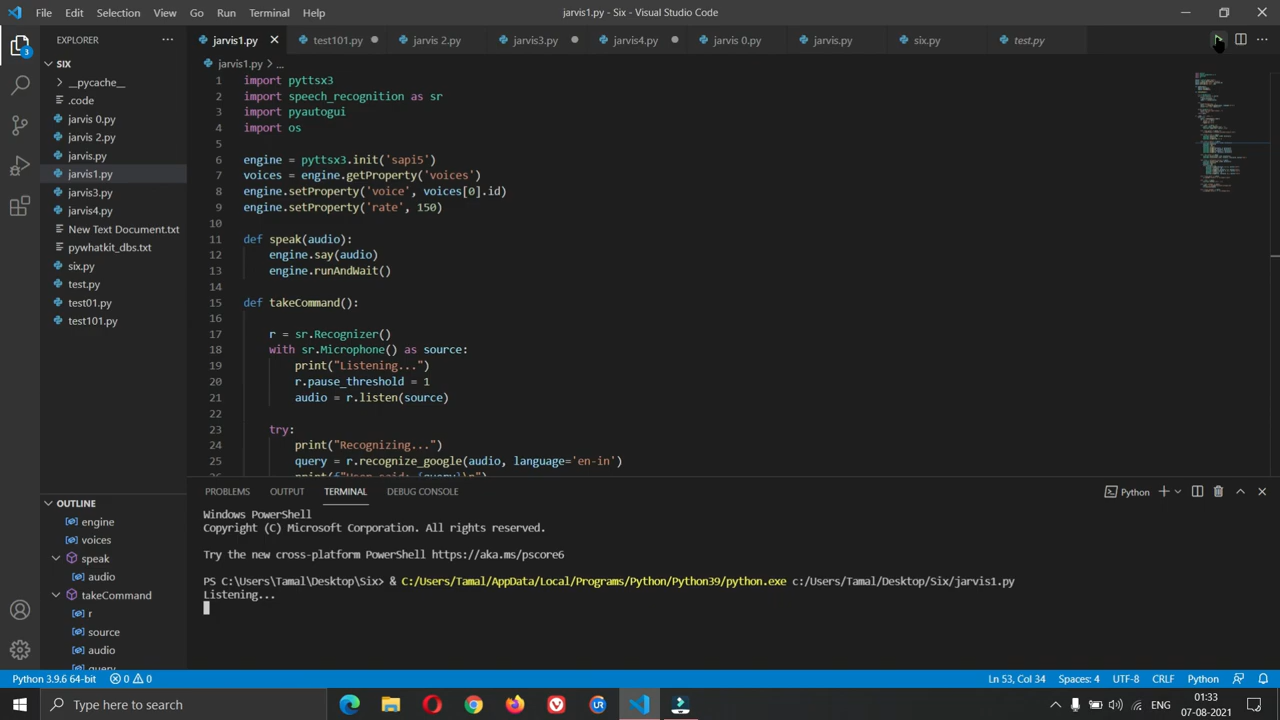 File Edit Selection View Go Run Terminal Help
jarvis1.py - Six - Visual Studio Code
EXPLORER
jarvis1.py test101.py jarvis 2.py jarvis3.py jarvis4.py jarvis 0.py jarvis.py six.py test.py
SIX
jarvis1.py > ...
__pycache__
.code
jarvis 0.py
jarvis 2.py
jarvis.py
jarvis1.py
jarvis3.py
jarvis4.py
New Text Document.txt
pywhatkit_dbs.txt
six.py
test.py
test01.py
test101.py
1 import pyttsx3
2 import speech_recognition as sr
3 import pyautogui
4 import os
5
6 engine = pyttsx3.init('sapi5')
7 voices = engine.getProperty('voices')
8 engine.setProperty('voice', voices[0].id)
9 engine.setProperty('rate', 150)
10
11 def speak(audio):
12 engine.say(audio)
13 engine.runAndWait()
14
15 def takeCommand():
16
17 r = sr.Recognizer()
18 with sr.Microphone() as source:
19 print("Listening...")
20 r.pause_threshold = 1
21 audio = r.listen(source)
22
23 try:
24 print("Recognizing...")
25 query = r.recognize_google(audio, language='en-in')
OUTLINE
engine
voices
speak
audio
takeCommand
r
source
audio
PROBLEMS OUTPUT TERMINAL DEBUG CONSOLE
Python
Windows PowerShell
Copyright (C) Microsoft Corporation. All rights reserved.
Try the new cross-platform PowerShell https://aka.ms/pscore6
PS C:\Users\Tamal\Desktop\Six> & C:/Users/Tamal/AppData/Local/Programs/Python/Python39/python.exe c:/Users/Tamal/Desktop/Six/jarvis1.py
Listening...
Python 3.9.6 64-bit 0 0
Ln 53, Col 34 Spaces: 4 UTF-8 CRLF Python
Type here to search
ENG
01:33
07-08-2021